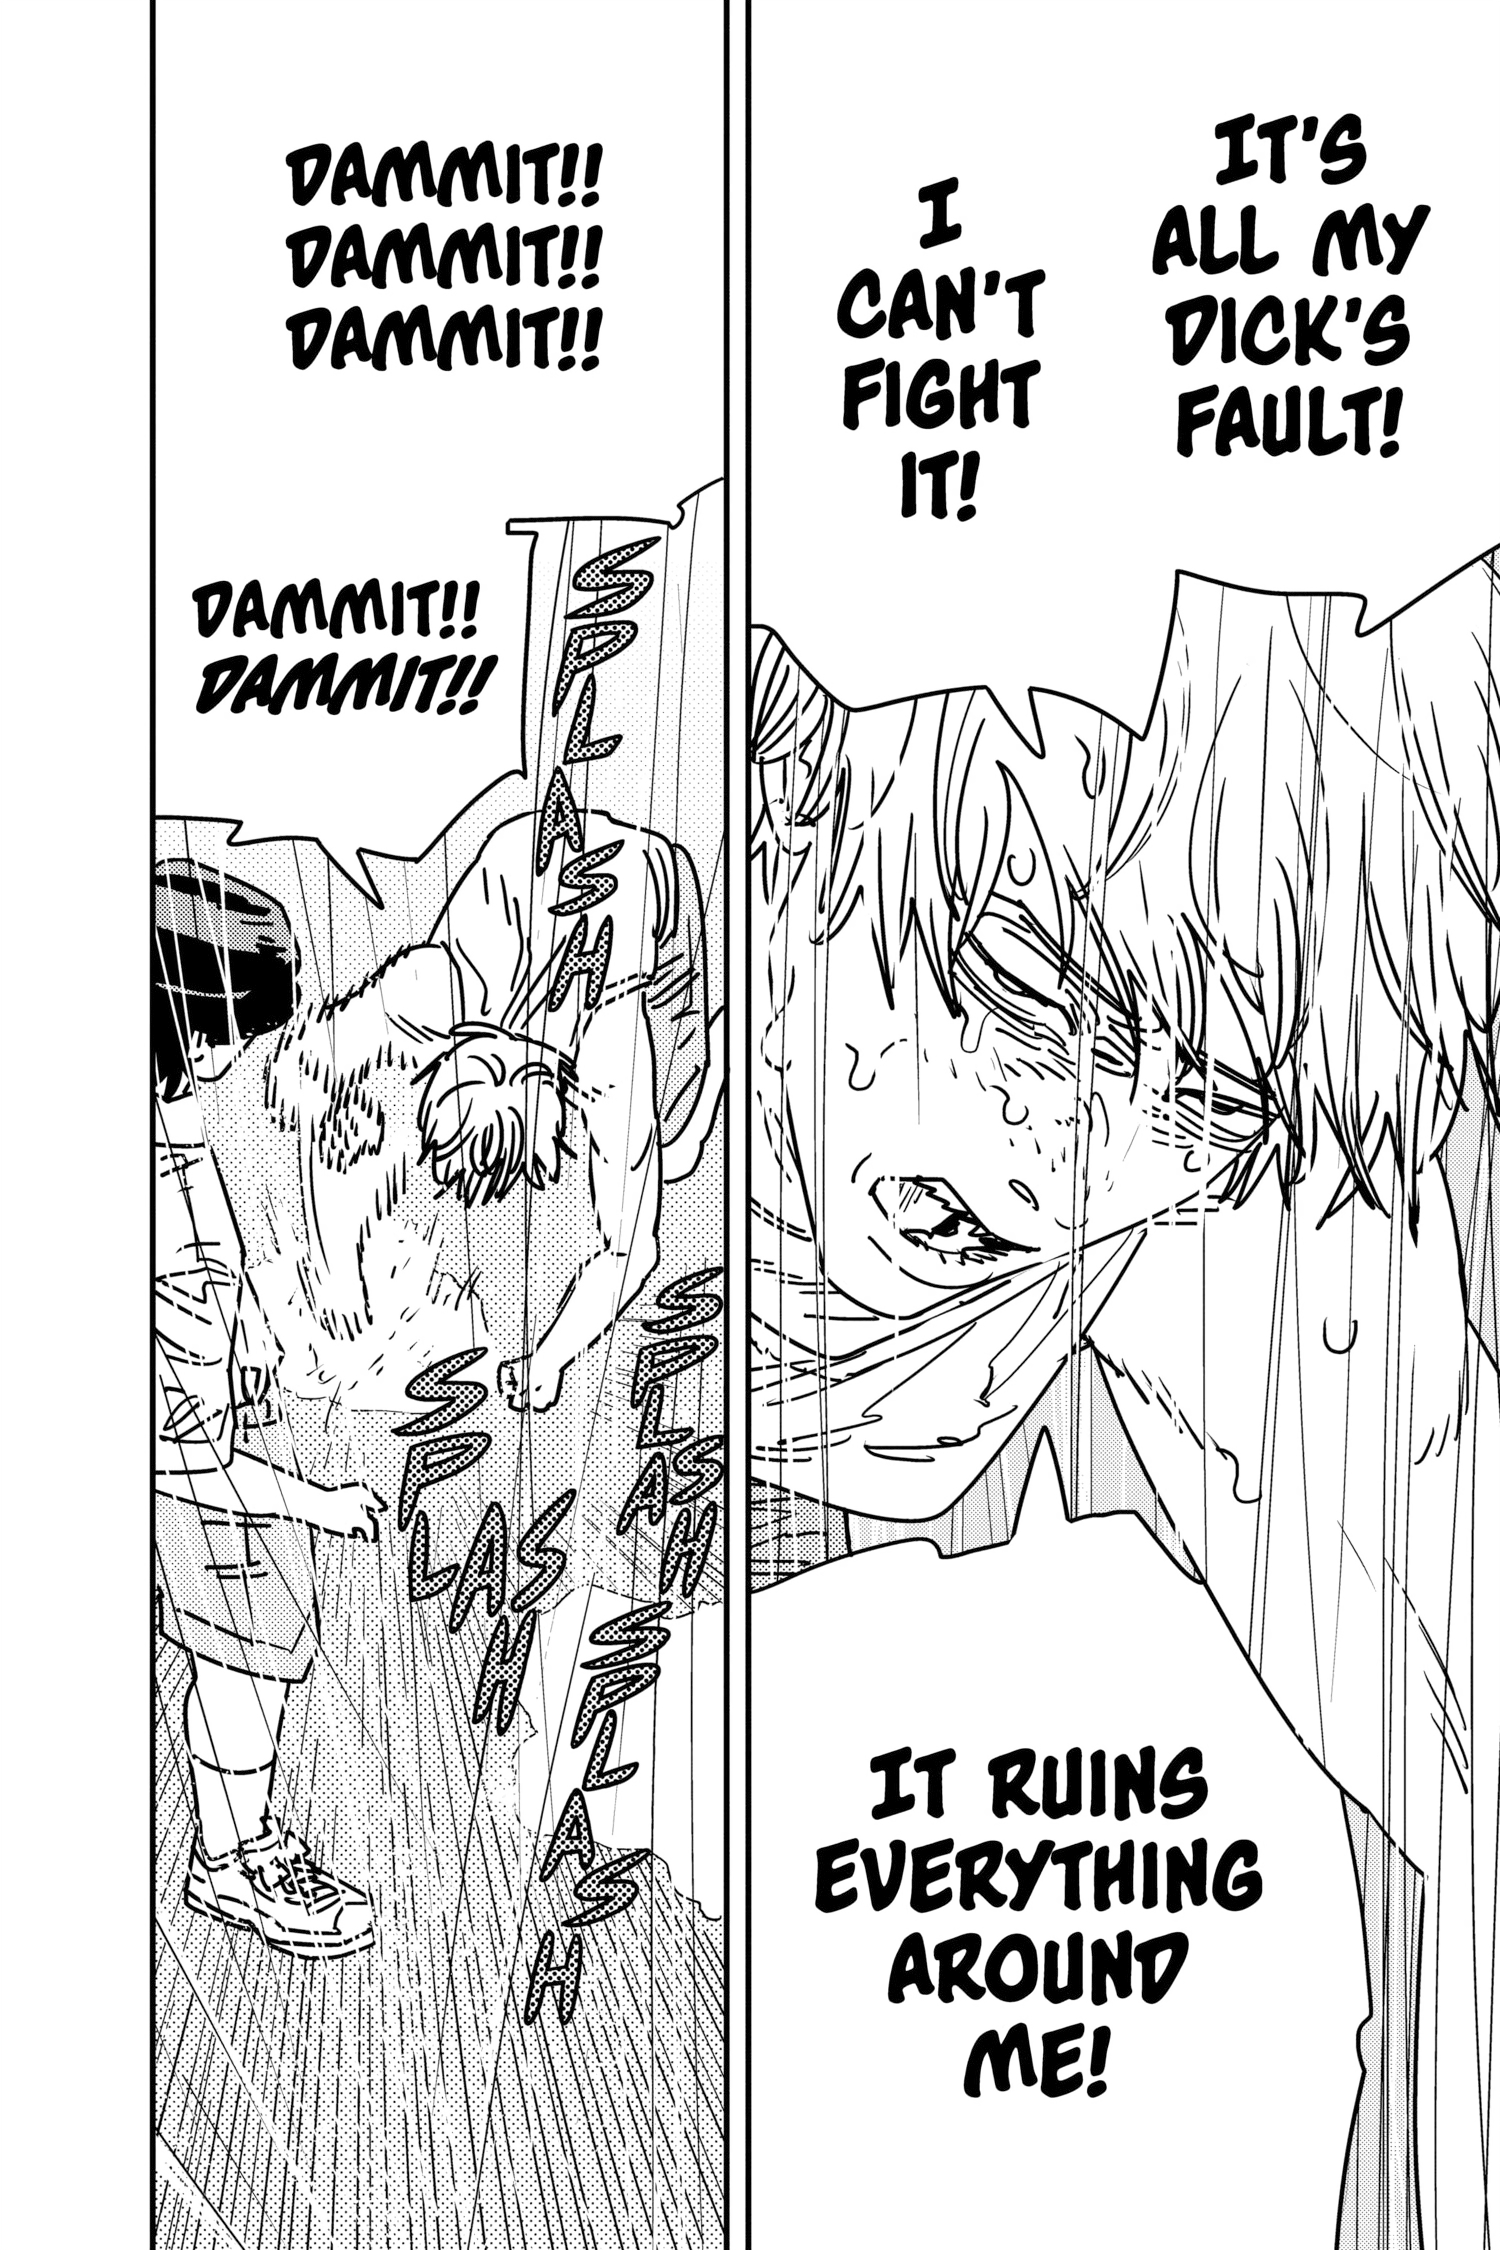 IT'S
ALL MY
DICK'S
FAULT!
I
CAN'T
FIGHT
IT!
IT RUINS
EVERYTHING
AROUND
ME!
DAMMIT!!
DAMMIT!!
DAMMIT!!
DAMMIT!!
DAMMIT!!
SPLASH
SPLASH
SPLASH
SPLASH